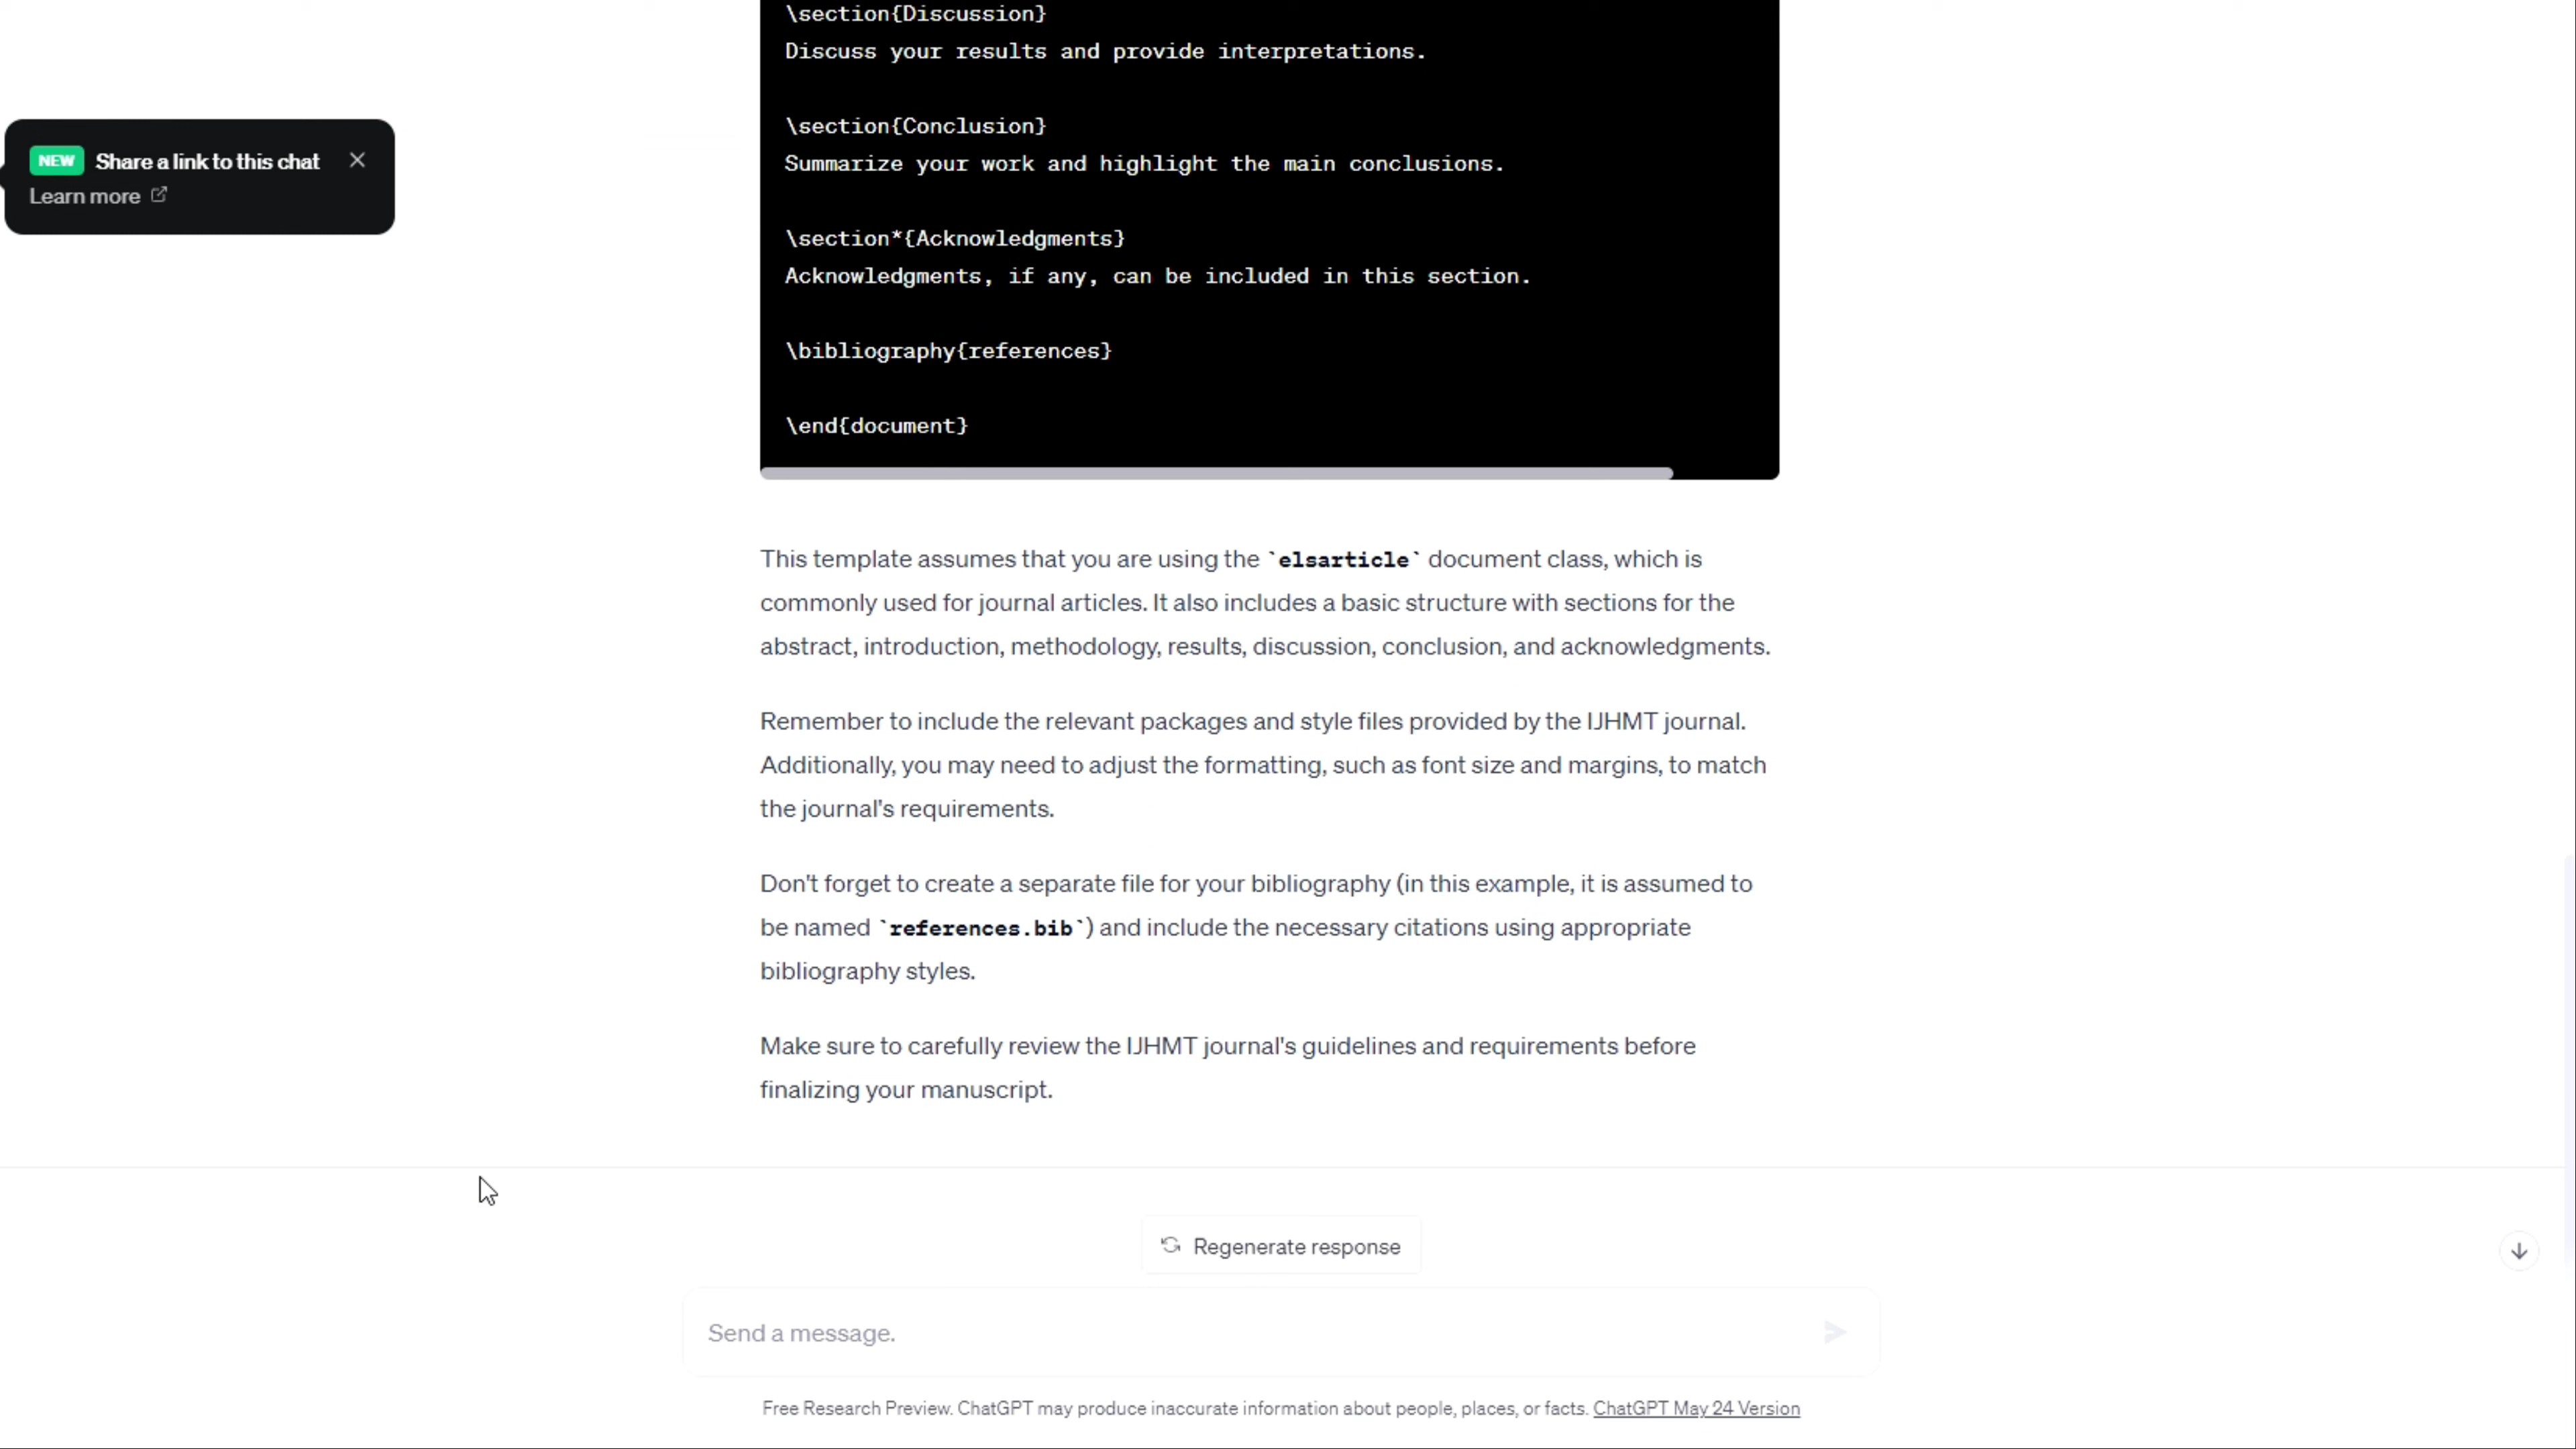 \section{Discussion}
Discuss your results and provide interpretations.
\section{Conclusion}
Summarize your work and highlight the main conclusions.
\section*{Acknowledgments}
Acknowledgments, if any, can be included in this section.
\bibliography{references}
\end{document}
NEW Share a link to this chat
Learn more
This template assumes that you are using the `elsarticle` document class, which is
commonly used for journal articles. It also includes a basic structure with sections for the
abstract, introduction, methodology, results, discussion, conclusion, and acknowledgments.
Remember to include the relevant packages and style files provided by the IJHMT journal.
Additionally, you may need to adjust the formatting, such as font size and margins, to match
the journal's requirements.
Don't forget to create a separate file for your bibliography (in this example, it is assumed to
be named `references.bib`) and include the necessary citations using appropriate
bibliography styles.
Make sure to carefully review the IJHMT journal's guidelines and requirements before
finalizing your manuscript.
Regenerate response
Send a message.
Free Research Preview. ChatGPT may produce inaccurate information about people, places, or facts. ChatGPT May 24 Version